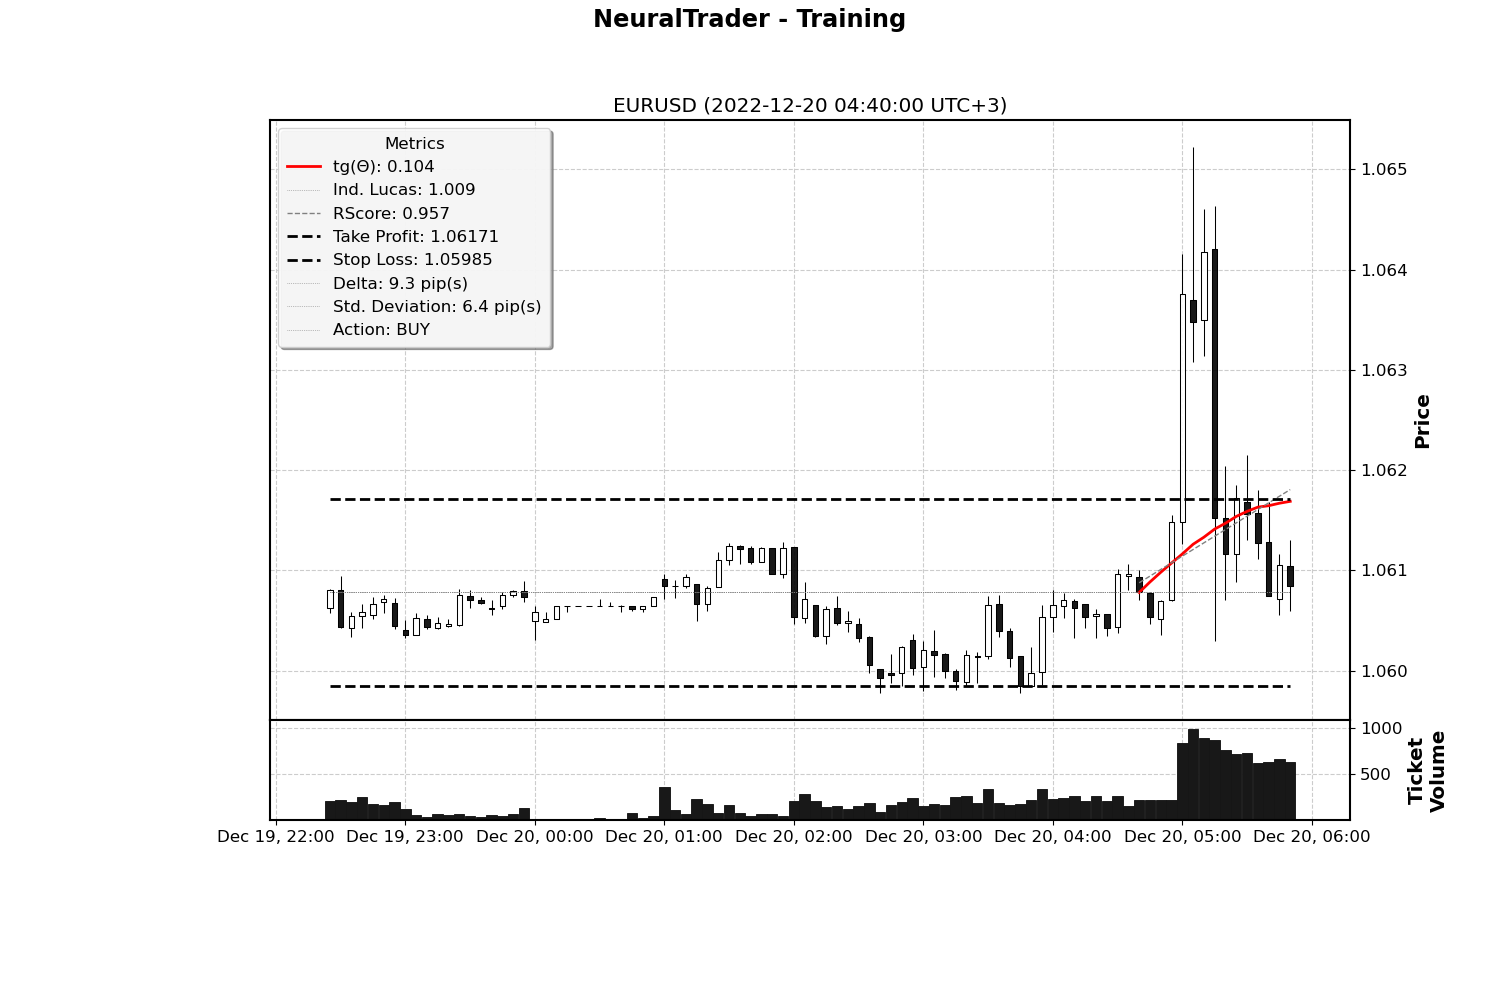 NeuralTrader - Training
EURUSD (2022-12-20 04:40:00 UTC+3)
Metrics
tg(Θ): 0.104
Ind. Lucas: 1.009
RScore: 0.957
Take Profit: 1.06171
Stop Loss: 1.05985
Delta: 9.3 pip(s)
Std. Deviation: 6.4 pip(s)
Action: BUY
1.065
1.064
1.063
1.062
1.061
1.060
Price
1000
500
Ticket
Volume
Dec 19, 22:00 Dec 19, 23:00 Dec 20, 00:00 Dec 20, 01:00 Dec 20, 02:00 Dec 20, 03:00 Dec 20, 04:00 Dec 20, 05:00 Dec 20, 06:00